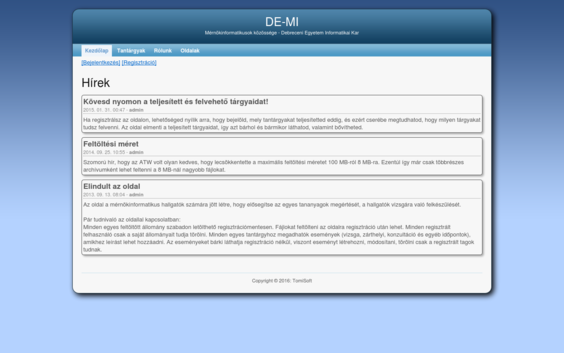 DE-MI
Mérnökinformatikusok közössége - Debreceni Egyetem Informatikai Kar
Kezdőlap Tantárgyak Rólunk Oldalak
[Bejelentkezés] [Regisztráció]
Hírek
Kövesd nyomon a teljesített és felvehető tárgyaidat!
2015. 01. 31. 00:47 - admin
Ha regisztrálsz az oldalon, lehetőséged nyílik arra, hogy bejelöld, mely tantárgyakat teljesítetted eddig, és ezért cserébe megtudhatod, hogy milyen tárgyakat
tudsz felvenni. Az oldal elmenti a teljesített tárgyaidat, így azt bárhol és bármikor láthatod, valamint bővítheted.
Feltöltési méret
2014. 09. 25. 10:55 - admin
Szomorú hír, hogy az ATW volt olyan kedves, hogy lecsökkentette a maximális feltöltési méretet 100 MB-ról 8 MB-ra. Ezentúl így már csak többrészes
archívumként lehet feltenni a 8 MB-nál nagyobb fájlokat.
Elindult az oldal
2013. 09. 13. 08:04 - admin
Az oldal a mérnökinformatikus hallgatók számára jött létre, hogy elősegítse az egyes tananyagok megértését, a hallgatók vizsgára való felkészülését.
Pár tudnivaló az oldallal kapcsolatban:
Minden egyes feltöltött állomány szabadon letölthető regisztrációmentesen. Fájlokat feltölteni az oldalra regisztráció után lehet. Minden regisztrált
felhasználó csak a saját állományait tudja törölni. Minden egyes tantárgyhoz megadhatók események (vizsga, zárthelyi, konzultáció és egyéb időpontok),
amikhez leírást lehet hozzáadni. Az eseményeket bárki láthatja regisztráció nélkül, viszont eseményt létrehozni, módosítani, törölni csak a regisztrált tagok
tudnak.
Copyright © 2016: TomiSoft